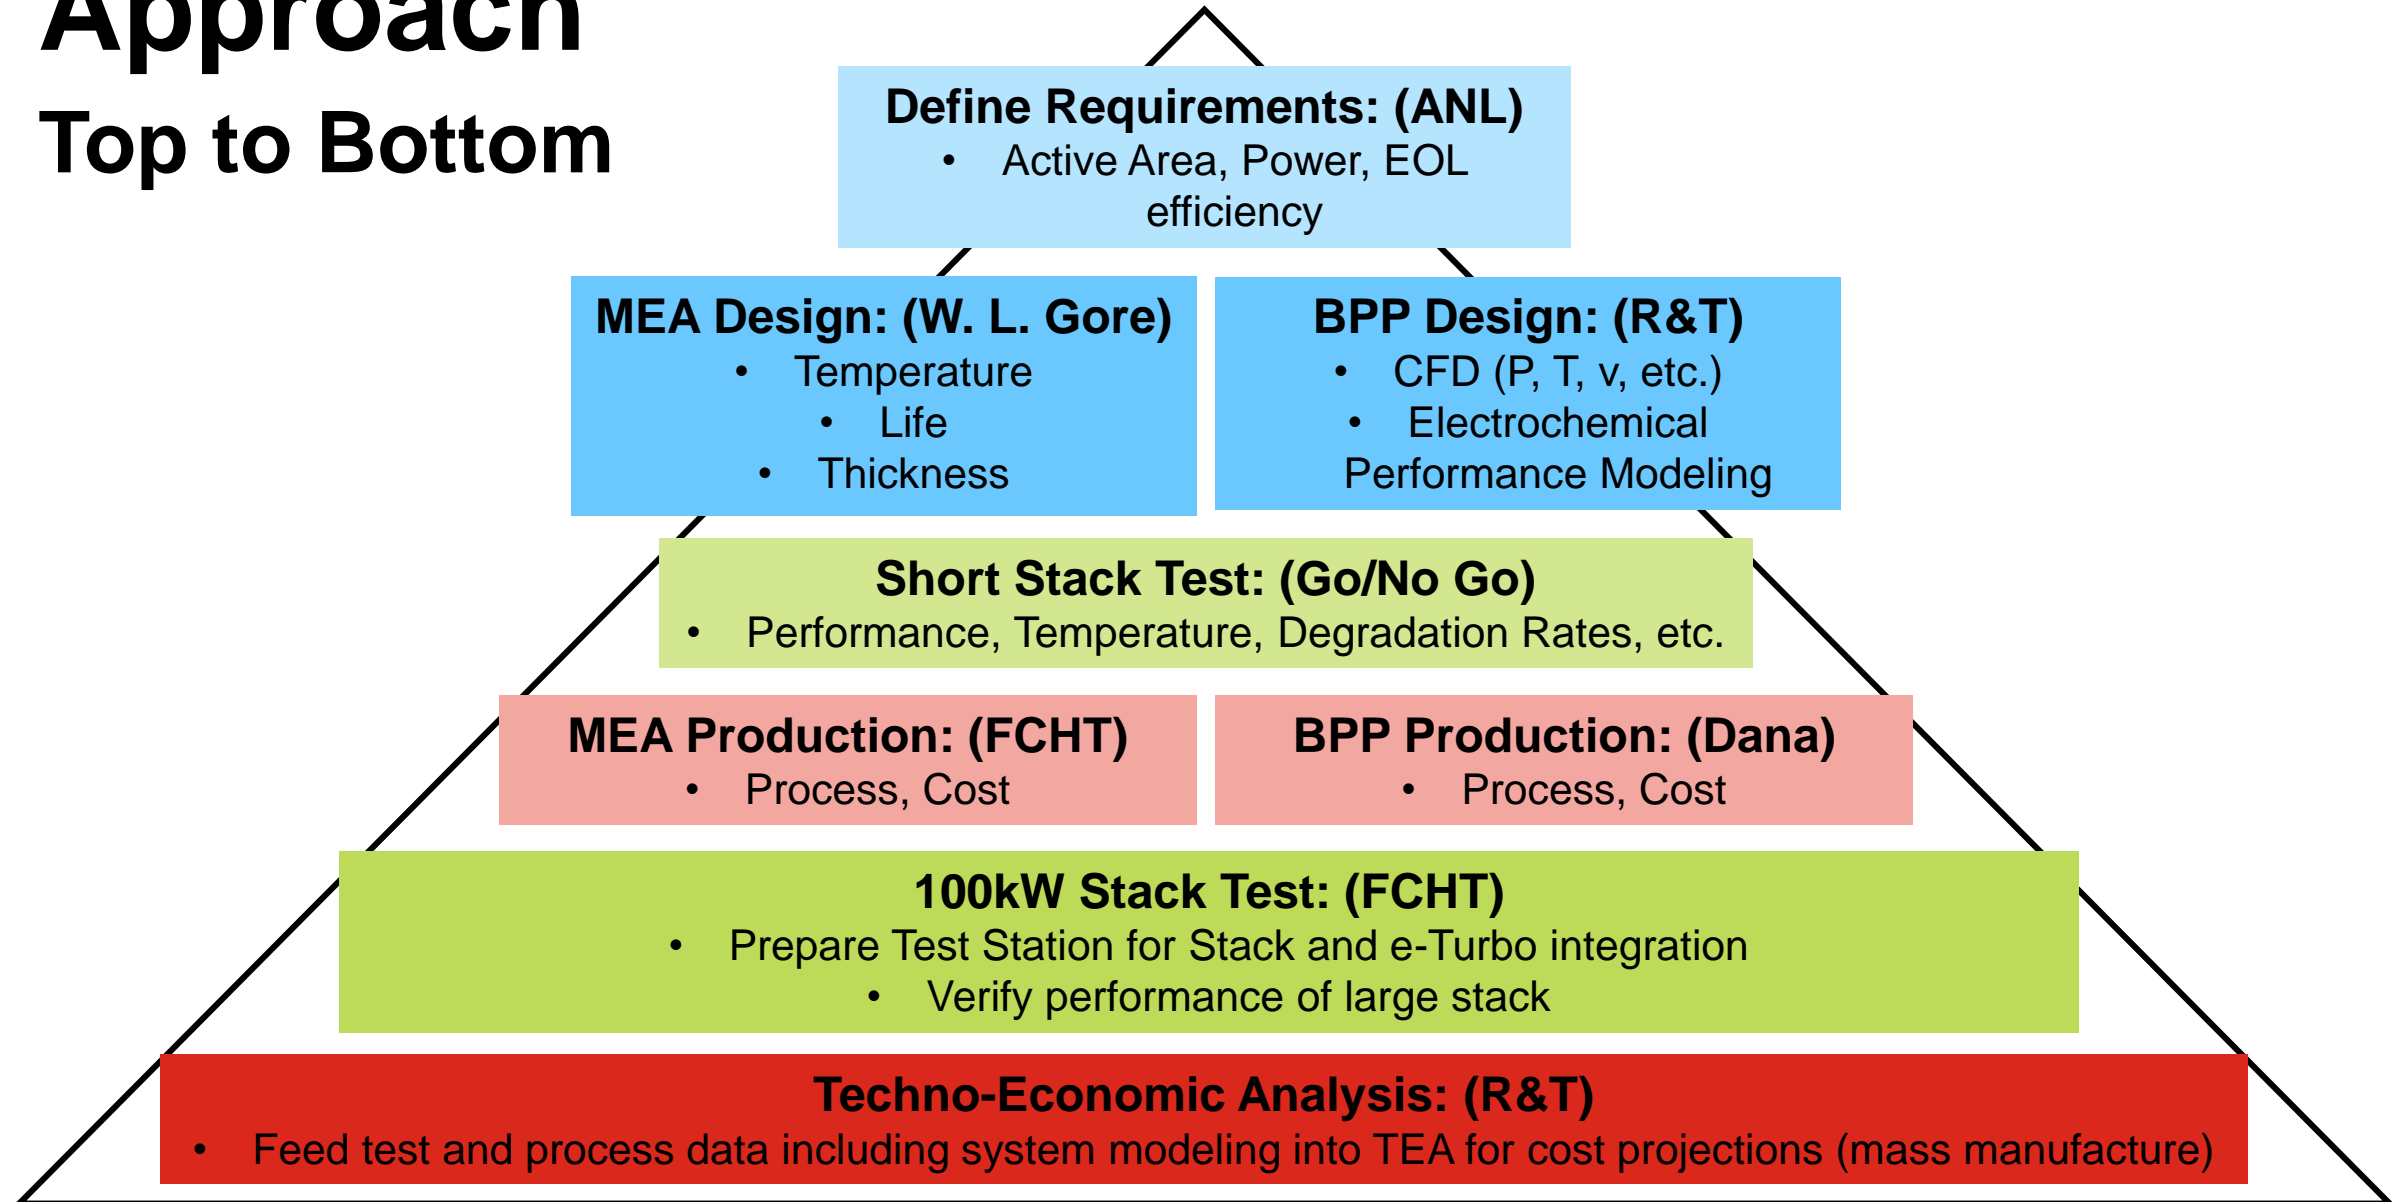 Approach
Top to Bottom
Define Requirements: (ANL)
• Active Area, Power, EOL
efficiency
MEA Design: (W. L. Gore)
• Temperature
• Life
• Thickness
BPP Design: (R&T)
• CFD (P, T, v, etc.)
• Electrochemical
Performance Modeling
Short Stack Test: (Go/No Go)
• Performance, Temperature, Degradation Rates, etc.
MEA Production: (FCHT)
• Process, Cost
BPP Production: (Dana)
• Process, Cost
100kW Stack Test: (FCHT)
• Prepare Test Station for Stack and e-Turbo integration
• Verify performance of large stack
Techno-Economic Analysis: (R&T)
• Feed test and process data including system modeling into TEA for cost projections (mass manufacture)